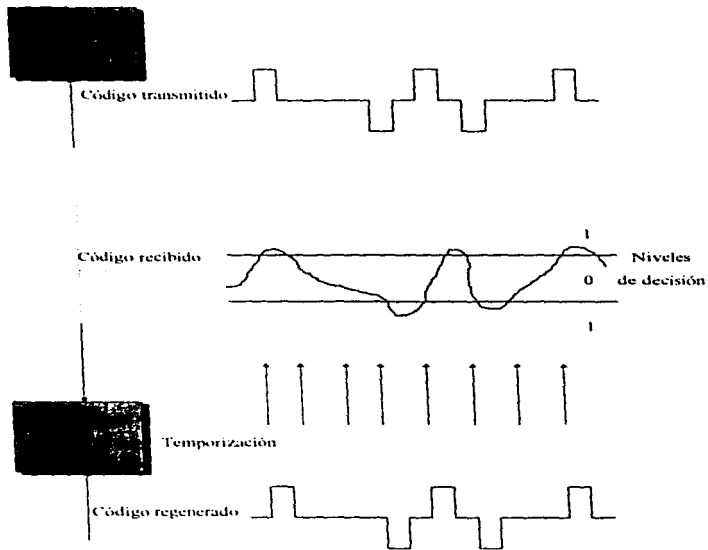 Código transmitido
Código recibido
1
Niveles
0
de decisión
1
Temporización
Código regenerado